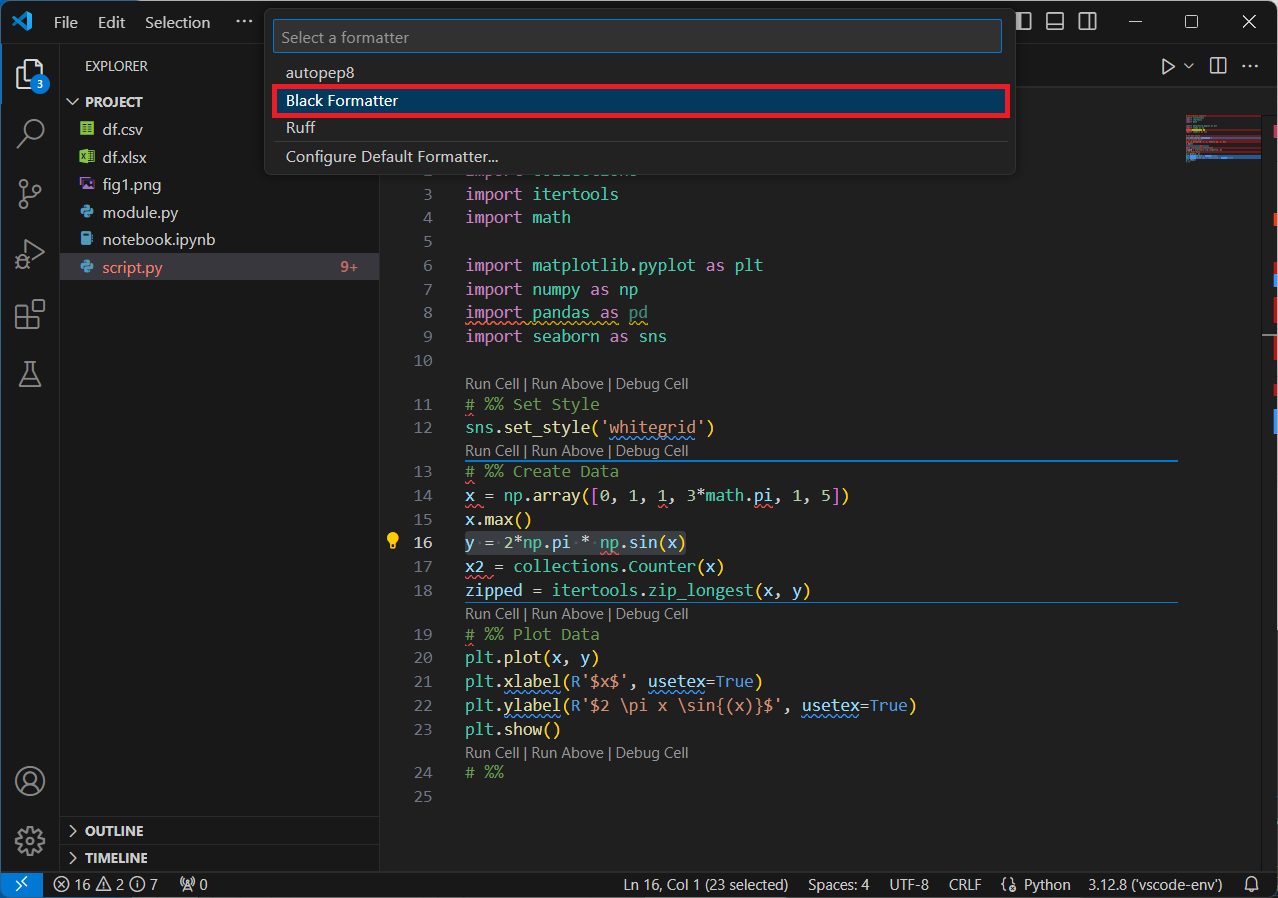 File Edit Selection ···
Select a formatter
autopep8
Black Formatter
Ruff
Configure Default Formatter...
3
EXPLORER
PROJECT
df.csv
df.xlsx
fig1.png
module.py
notebook.ipynb
script.py 9+
OUTLINE
TIMELINE
3 import itertools
4 import math
5
6 import matplotlib.pyplot as plt
7 import numpy as np
8 import pandas as pd
9 import seaborn as sns
10
Run Cell | Run Above | Debug Cell
11 # %% Set Style
12 sns.set_style('whitegrid')
Run Cell | Run Above | Debug Cell
13 # %% Create Data
14 x = np.array([0, 1, 1, 3*math.pi, 1, 5])
15 x.max()
16 y = 2*np.pi * np.sin(x)
17 x2 = collections.Counter(x)
18 zipped = itertools.zip_longest(x, y)
Run Cell | Run Above | Debug Cell
19 # %% Plot Data
20 plt.plot(x, y)
21 plt.xlabel(R'$x$', usetex=True)
22 plt.ylabel(R'$2 \pi x \sin{(x)}$', usetex=True)
23 plt.show()
Run Cell | Run Above | Debug Cell
24 # %%
25
16 2 7 0 Ln 16, Col 1 (23 selected) Spaces: 4 UTF-8 CRLF Python 3.12.8 ('vscode-env')